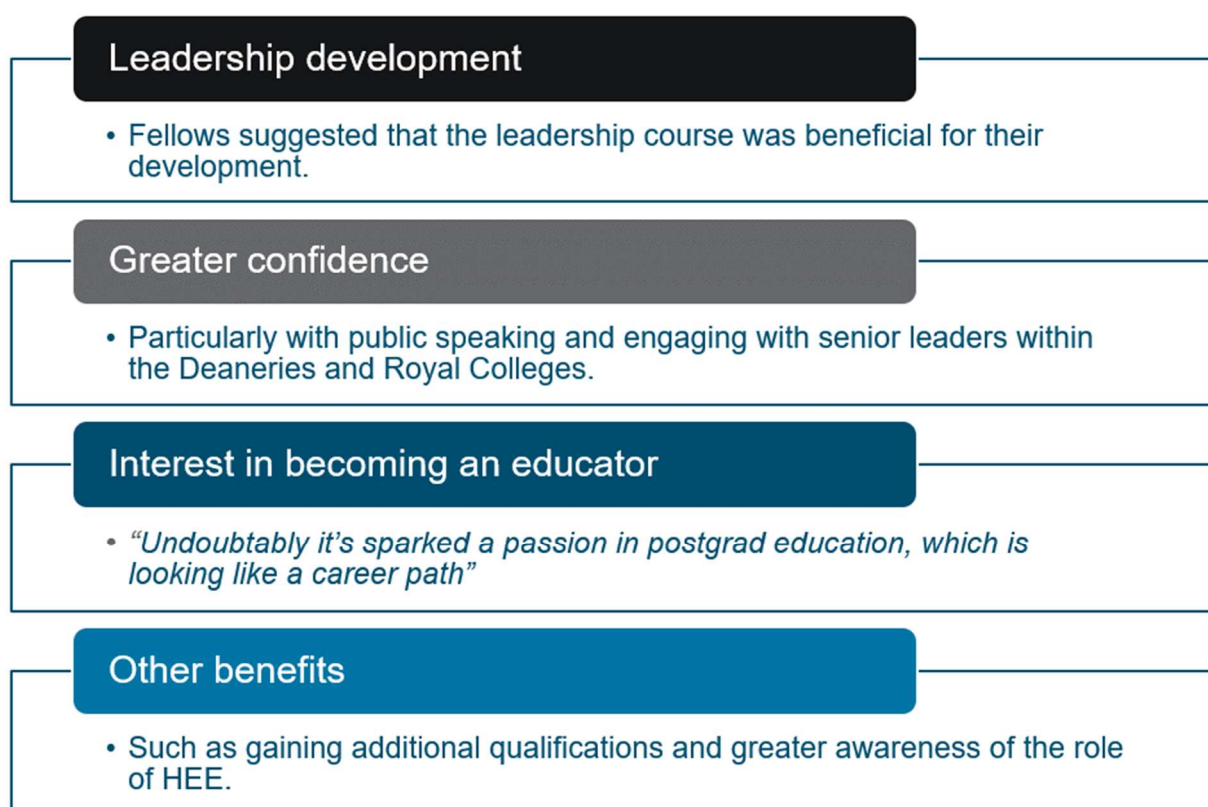 Leadership development
• Fellows suggested that the leadership course was beneficial for their
development.
Greater confidence
• Particularly with public speaking and engaging with senior leaders within
the Deaneries and Royal Colleges.
Interest in becoming an educator
• “Undoubtably it’s sparked a passion in postgrad education, which is
looking like a career path”
Other benefits
• Such as gaining additional qualifications and greater awareness of the role
of HEE.